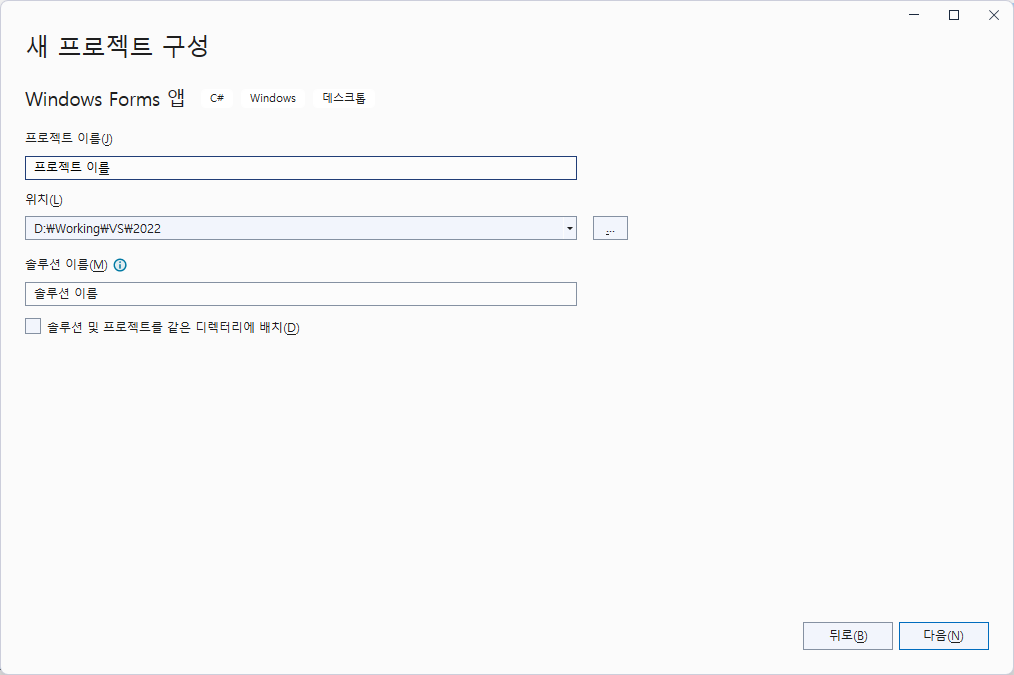 새 프로젝트 구성
Windows Forms 앱 C# Windows 데스크톱
프로젝트 이름(J)
프로젝트 이름
위치(L)
D:₩Working₩VS₩2022
...
솔루션 이름(M)
솔루션 이름
솔루션 및 프로젝트를 같은 디렉터리에 배치(D)
뒤로(B) 다음(N)